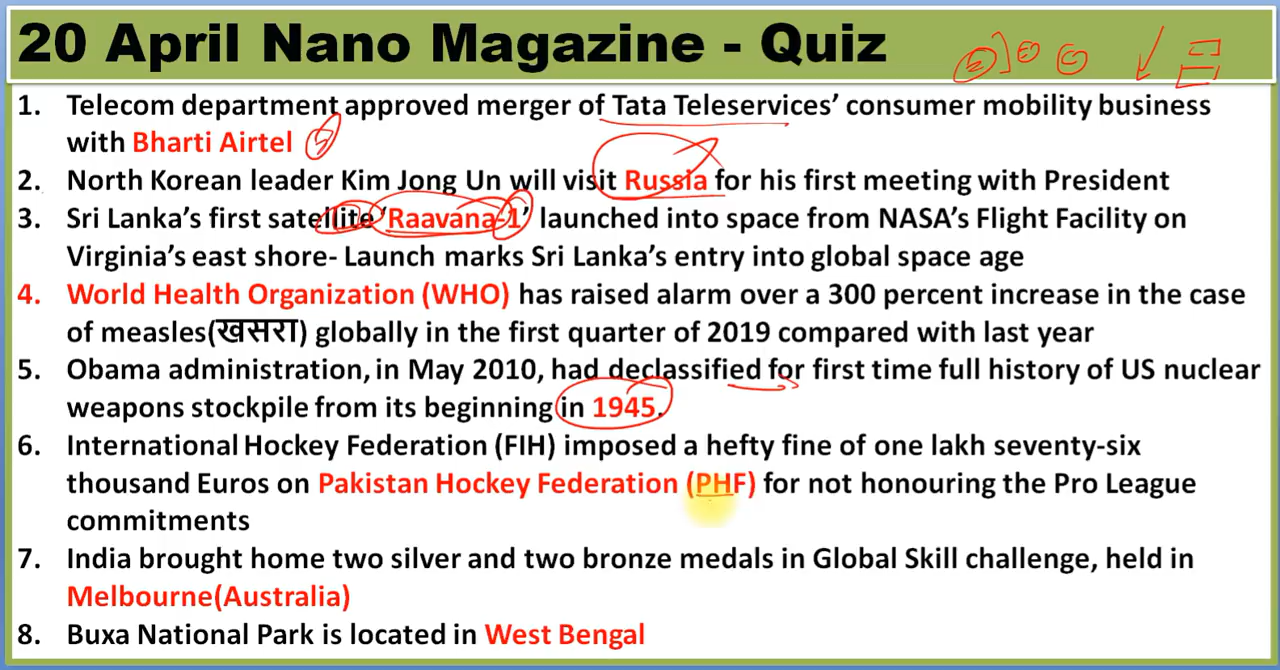 20 April Nano Magazine - Quiz
1. Telecom department approved merger of Tata Teleservices’ consumer mobility business
with Bharti Airtel
2. North Korean leader Kim Jong Un will visit Russia for his first meeting with President
3. Sri Lanka’s first satellite ‘Raavana-1’ launched into space from NASA’s Flight Facility on
Virginia’s east shore- Launch marks Sri Lanka’s entry into global space age
4. World Health Organization (WHO) has raised alarm over a 300 percent increase in the case
of measles(खसरा) globally in the first quarter of 2019 compared with last year
5. Obama administration, in May 2010, had declassified for first time full history of US nuclear
weapons stockpile from its beginning in 1945.
6. International Hockey Federation (FIH) imposed a hefty fine of one lakh seventy-six
thousand Euros on Pakistan Hockey Federation (PHF) for not honouring the Pro League
commitments
7. India brought home two silver and two bronze medals in Global Skill challenge, held in
Melbourne(Australia)
8. Buxa National Park is located in West Bengal